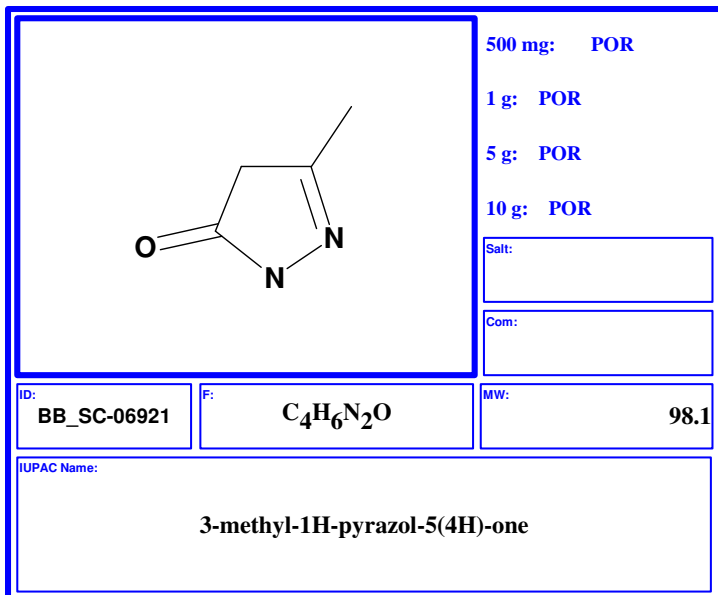 500 mg: POR
1 g: POR
5 g: POR
10 g: POR
O
N
N
Salt:
Com:
ID:
BB_SC-06921
F:
C4H6N2O
MW:
98.1
IUPAC Name:
3-methyl-1H-pyrazol-5(4H)-one